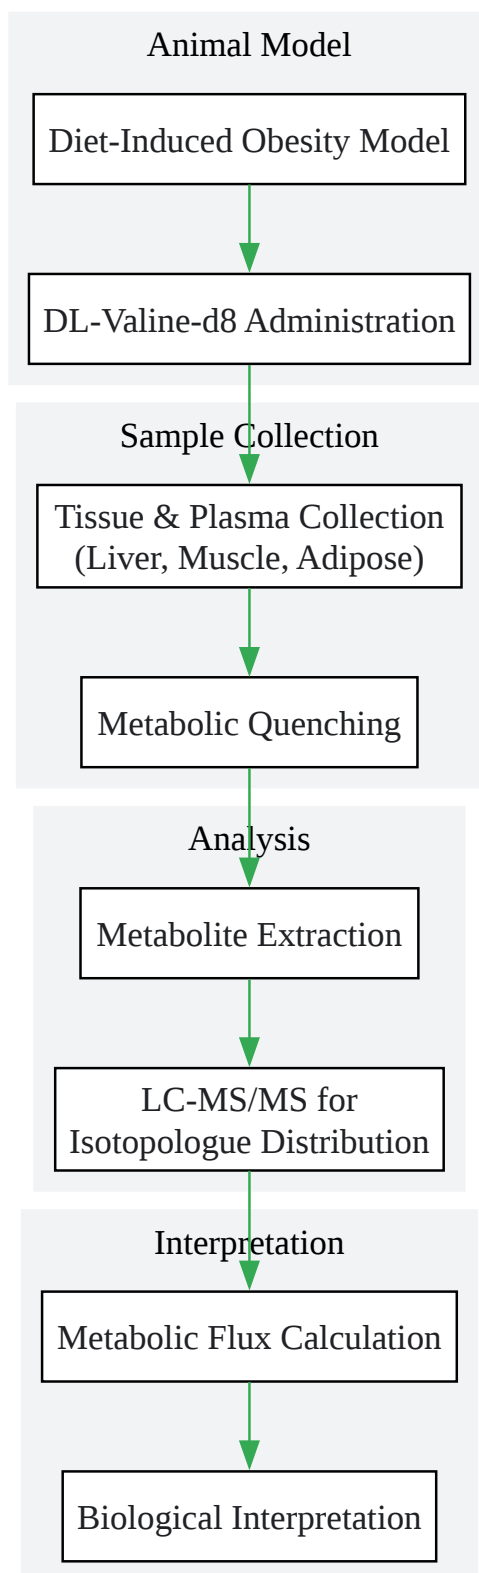 Animal Model
Diet-Induced Obesity Model
DL-Valine-d8 Administration
Sample Collection
Tissue & Plasma Collection
(Liver, Muscle, Adipose)
Metabolic Quenching
Analysis
Metabolite Extraction
LC-MS/MS for
Isotopologue Distribution
Interpretation
Metabolic Flux Calculation
Biological Interpretation